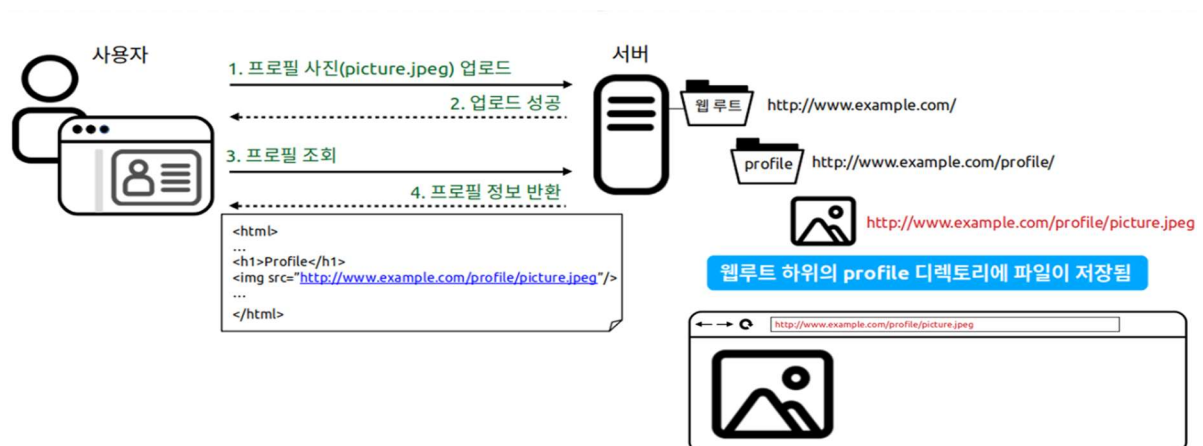 사용자
서버
1. 프로필 사진(picture.jpeg) 업로드
2. 업로드 성공
웹 루트
http://www.example.com/
3. 프로필 조회
profile
http://www.example.com/profile/
4. 프로필 정보 반환
http://www.example.com/profile/picture.jpeg
<html>
...
<h1>Profile</h1>
<img src="http://www.example.com/profile/picture.jpeg"/>
...
</html>
웹루트 하위의 profile 디렉토리에 파일이 저장됨
http://www.example.com/profile/picture.jpeg